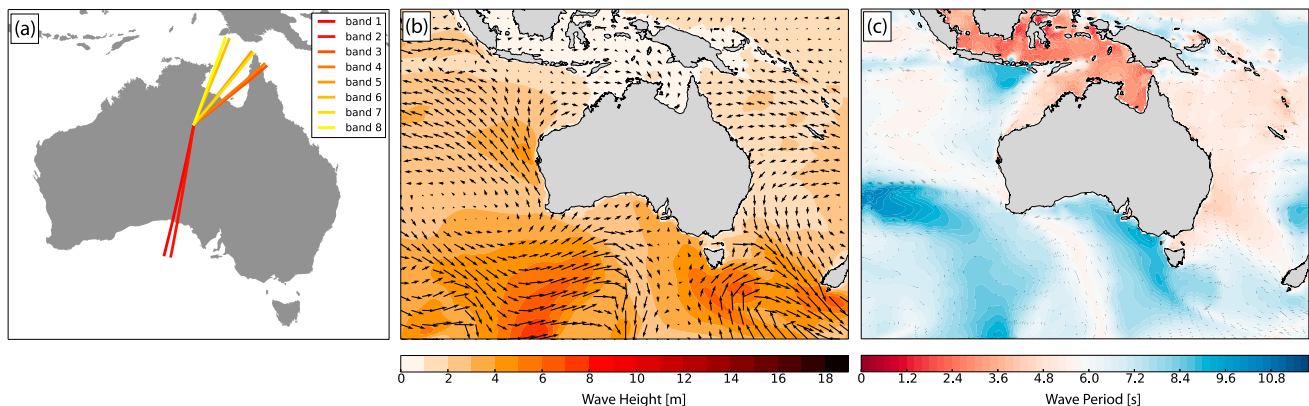 (a)
band 1
band 2
band 3
band 4
band 5
band 6
band 7
band 8
(b)
(c)
0 2 4 6 8 10 12 14 16 18
Wave Height [m]
0 1.2 2.4 3.6 4.8 6.0 7.2 8.4 9.6 10.8
Wave Period [s]